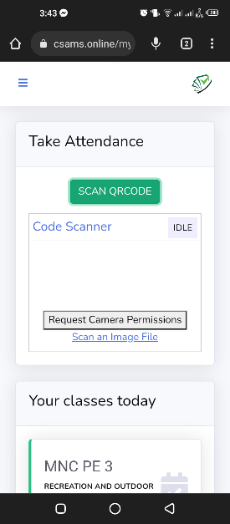 3:43
csams.online/my
2
Take Attendance
SCAN QRCODE
Code Scanner
IDLE
Request Camera Permissions
Scan an Image File
Your classes today
MNC PE 3
RECREATION AND OUTDOOR